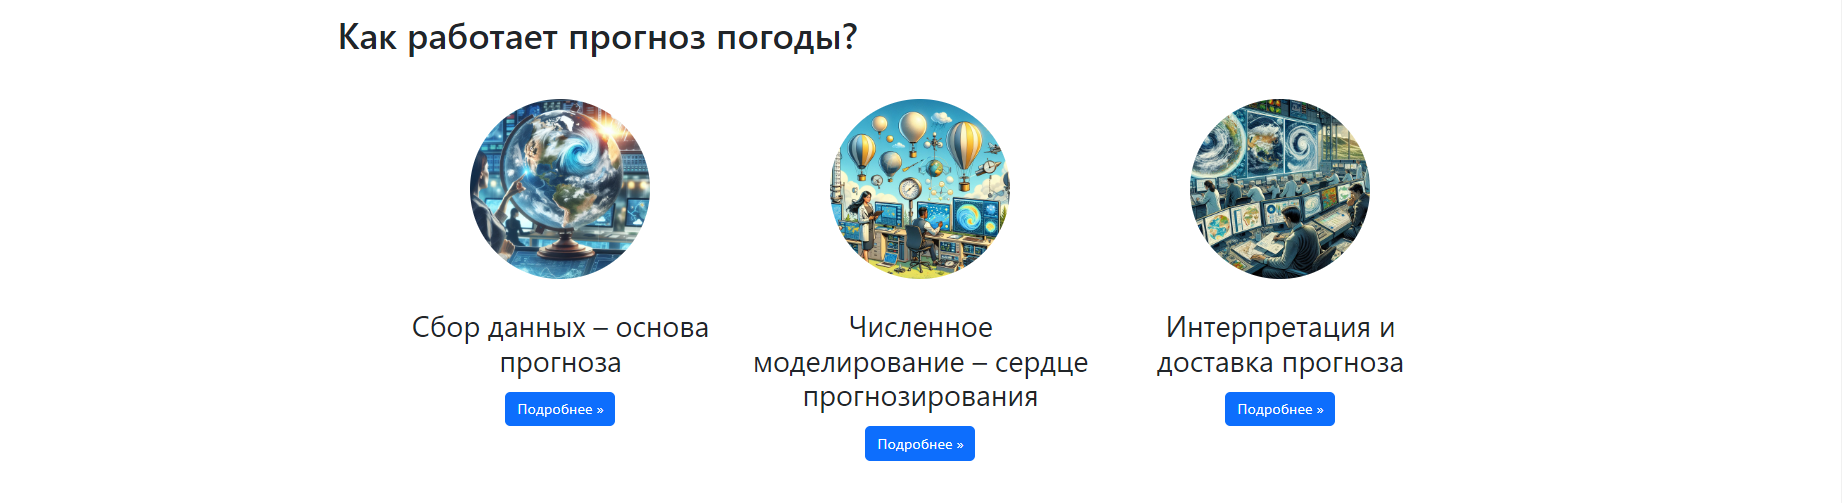 Как работает прогноз погоды?
Сбор данных – основа
прогноза
Подробнее »
Численное
моделирование – сердце
прогнозирования
Подробнее »
Интерпретация и
доставка прогноза
Подробнее »